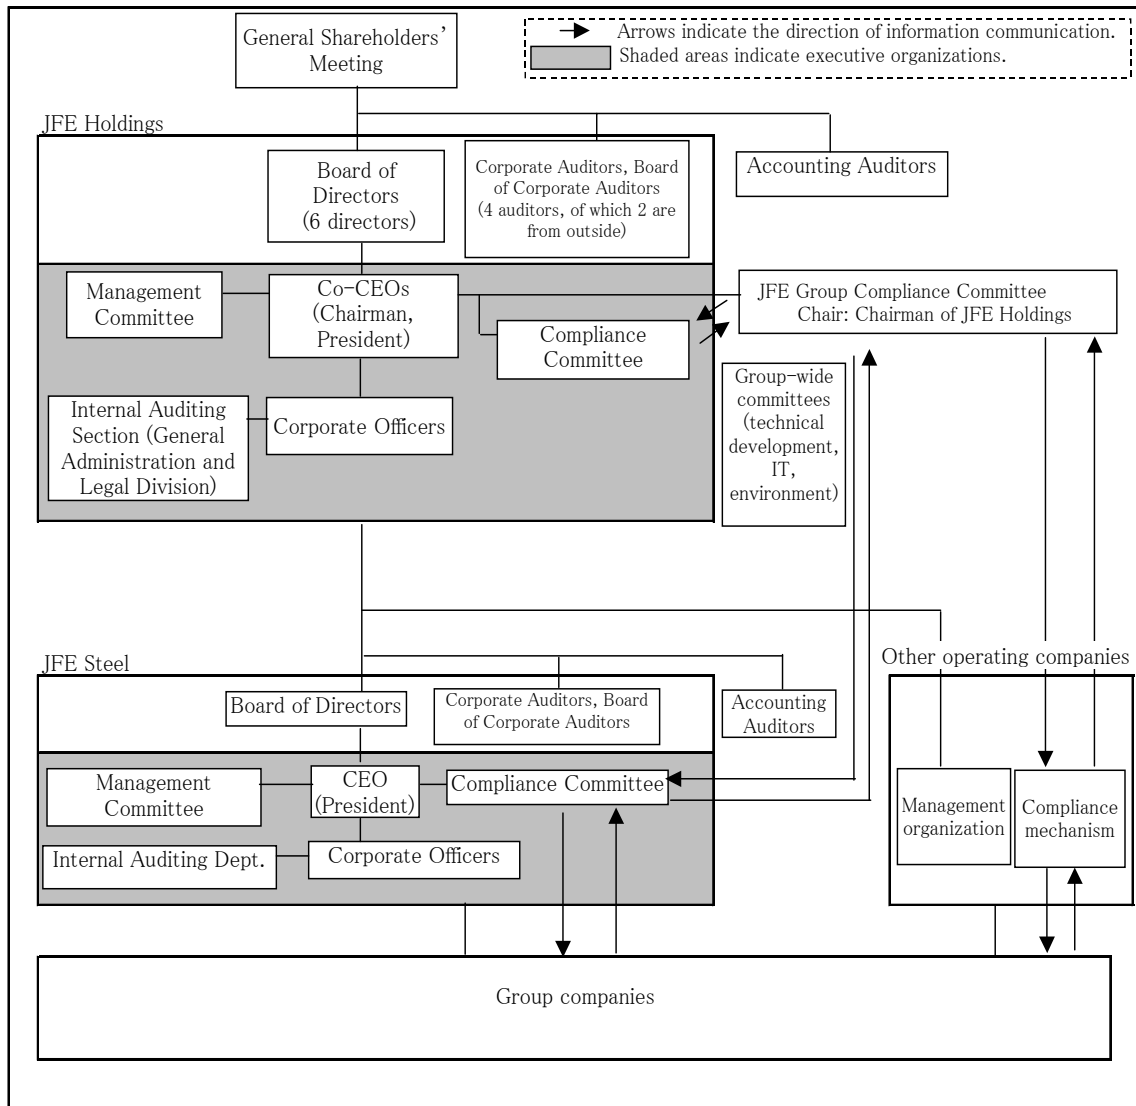 General Shareholders’
Meeting
Arrows indicate the direction of information communication.
Shaded areas indicate executive organizations.
JFE Holdings
Board of
Directors
(6 directors)
Corporate Auditors, Board
of Corporate Auditors
(4 auditors, of which 2 are
from outside)
Accounting Auditors
Management
Committee
Co-CEOs
(Chairman,
President)
Compliance
Committee
JFE Group Compliance Committee
Chair: Chairman of JFE Holdings
Group-wide
committees
(technical
development,
IT,
environment)
Internal Auditing
Section (General
Administration and
Legal Division)
Corporate Officers
JFE Steel
Other operating companies
Board of Directors
Corporate Auditors, Board
of Corporate Auditors
Accounting
Auditors
Management
Committee
CEO
(President)
Compliance Committee
Management
organization
Compliance
mechanism
Internal Auditing Dept.
Corporate Officers
Group companies